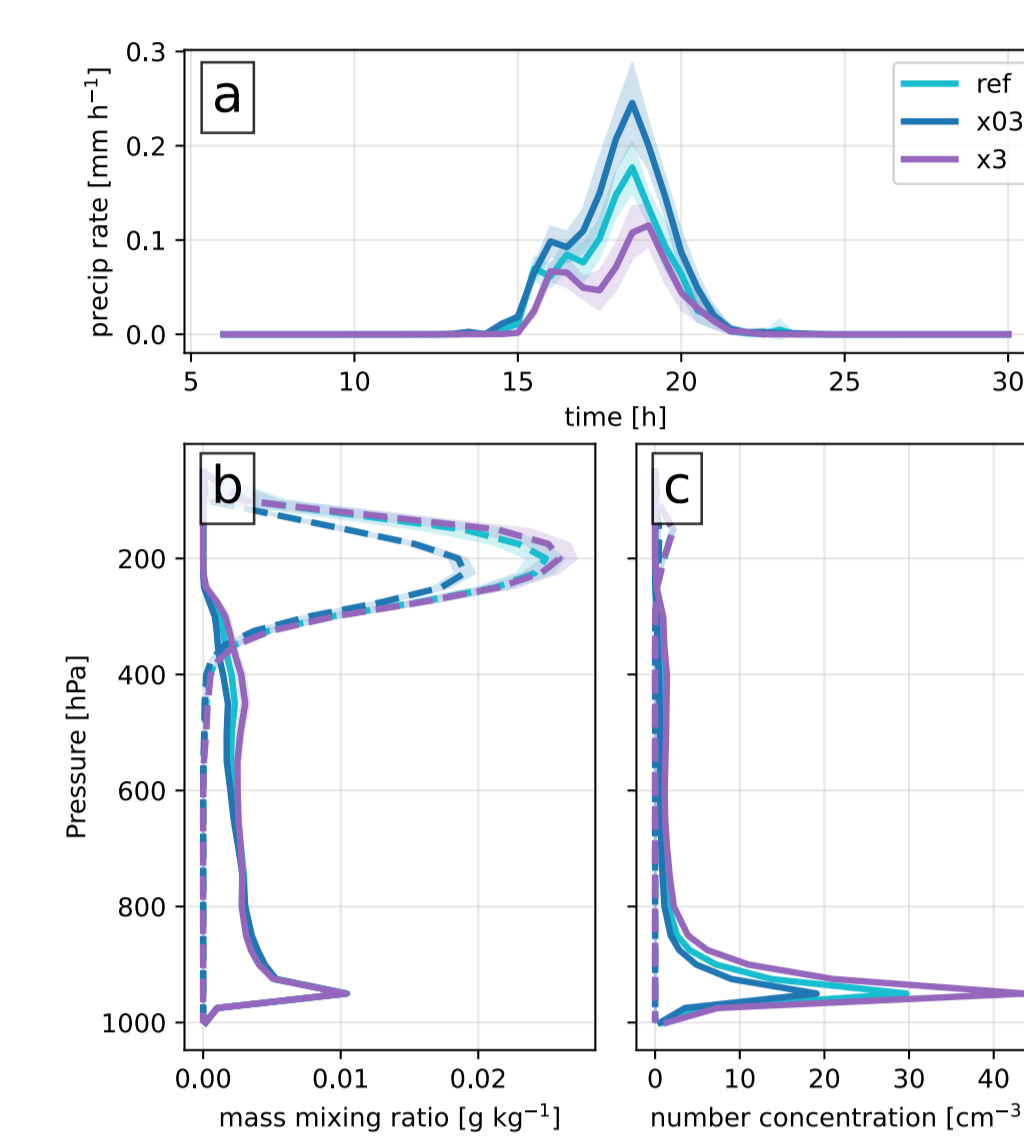 0.3
0.2
0.1
0.0
precip rate [mm h⁻¹]
a
ref
x03
x3
5 10 15 20 25 30
time [h]
b
c
200
400
600
800
1000
Pressure [hPa]
0.00 0.01 0.02
0 10 20 30 40
mass mixing ratio [g kg⁻¹]
number concentration [cm⁻³